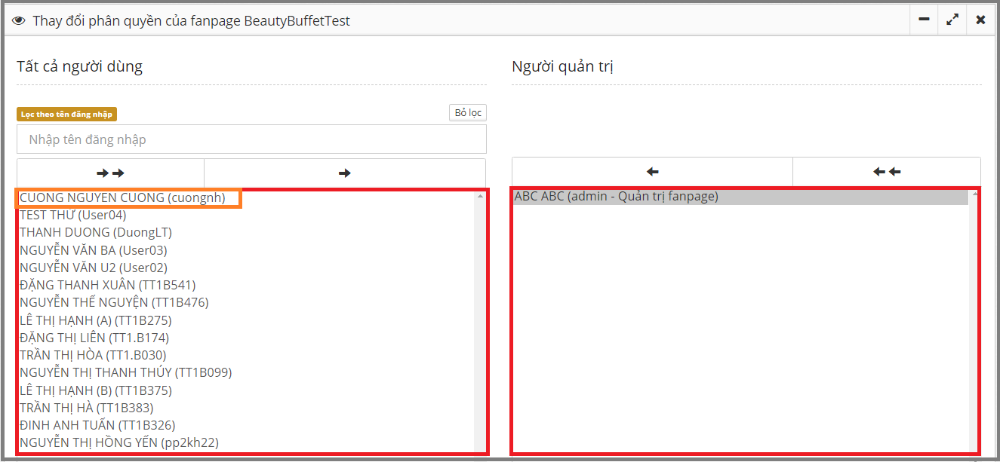 Thay đổi phân quyền của fanpage BeautyBuffetTest
Tất cả người dùng
Lọc theo tên đăng nhập
Bỏ lọc
Nhập tên đăng nhập
CUONG NGUYEN CUONG (cuongnh)
TEST THƯ (User04)
THANH DUONG (DuongLT)
NGUYỄN VĂN BA (User03)
NGUYỄN VĂN U2 (User02)
ĐẶNG THANH XUÂN (TT1B541)
NGUYỄN THẾ NGUYỆN (TT1B476)
LÊ THỊ HẠNH (A) (TT1B275)
ĐẶNG THỊ LIÊN (TT1.B174)
TRẦN THỊ HÒA (TT1.B030)
NGUYỄN THỊ THANH THÚY (TT1B099)
LÊ THỊ HẠNH (B) (TT1B375)
TRẦN THỊ HÀ (TT1B383)
ĐINH ANH TUẤN (TT1B326)
NGUYỄN THỊ HỒNG YẾN (pp2kh22)
Người quản trị
ABC ABC (admin - Quản trị fanpage)